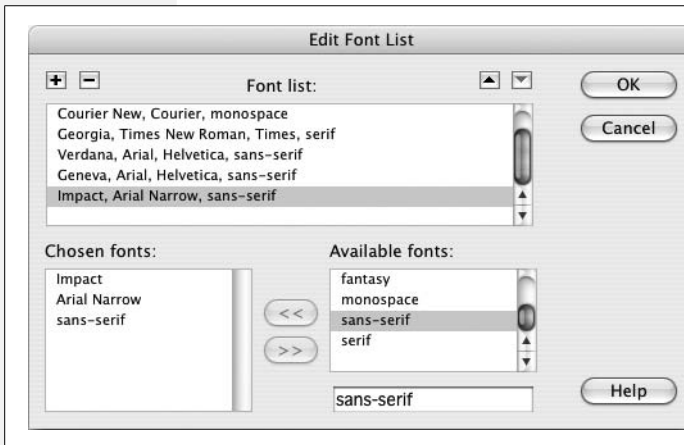 Edit Font List
Font list:
Courier New, Courier, monospace
Georgia, Times New Roman, Times, serif
Verdana, Arial, Helvetica, sans-serif
Geneva, Arial, Helvetica, sans-serif
Impact, Arial Narrow, sans-serif
OK
Cancel
Chosen fonts:
Impact
Arial Narrow
sans-serif
<<
>>
Available fonts:
fantasy
monospace
sans-serif
serif
sans-serif
Help